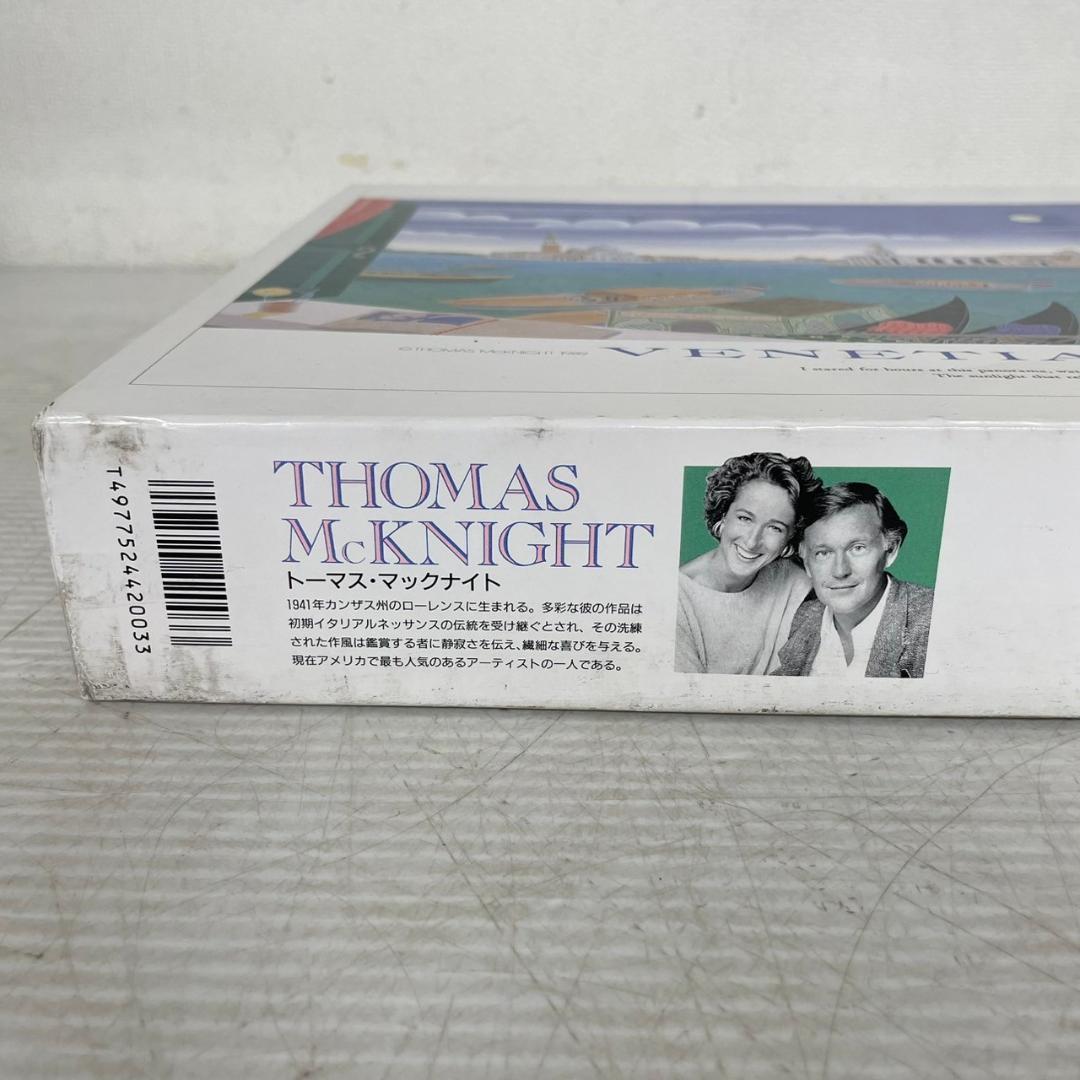 ©THOMAS McKNIGHT 1989
VENETIA
I stared for hours at this panorama, wat
The sunlight that re
THOMAS
McKNIGHT
トーマス・マックナイト
1941年カンザス州のローレンスに生まれる。多彩な彼の作品は
初期イタリアルネッサンスの伝統を受け継ぐとされ、その洗練
された作風は鑑賞する者に静寂さを伝え、繊細な喜びを与える。
現在アメリカで最も人気のあるアーティストの一人である。
T4977524420033